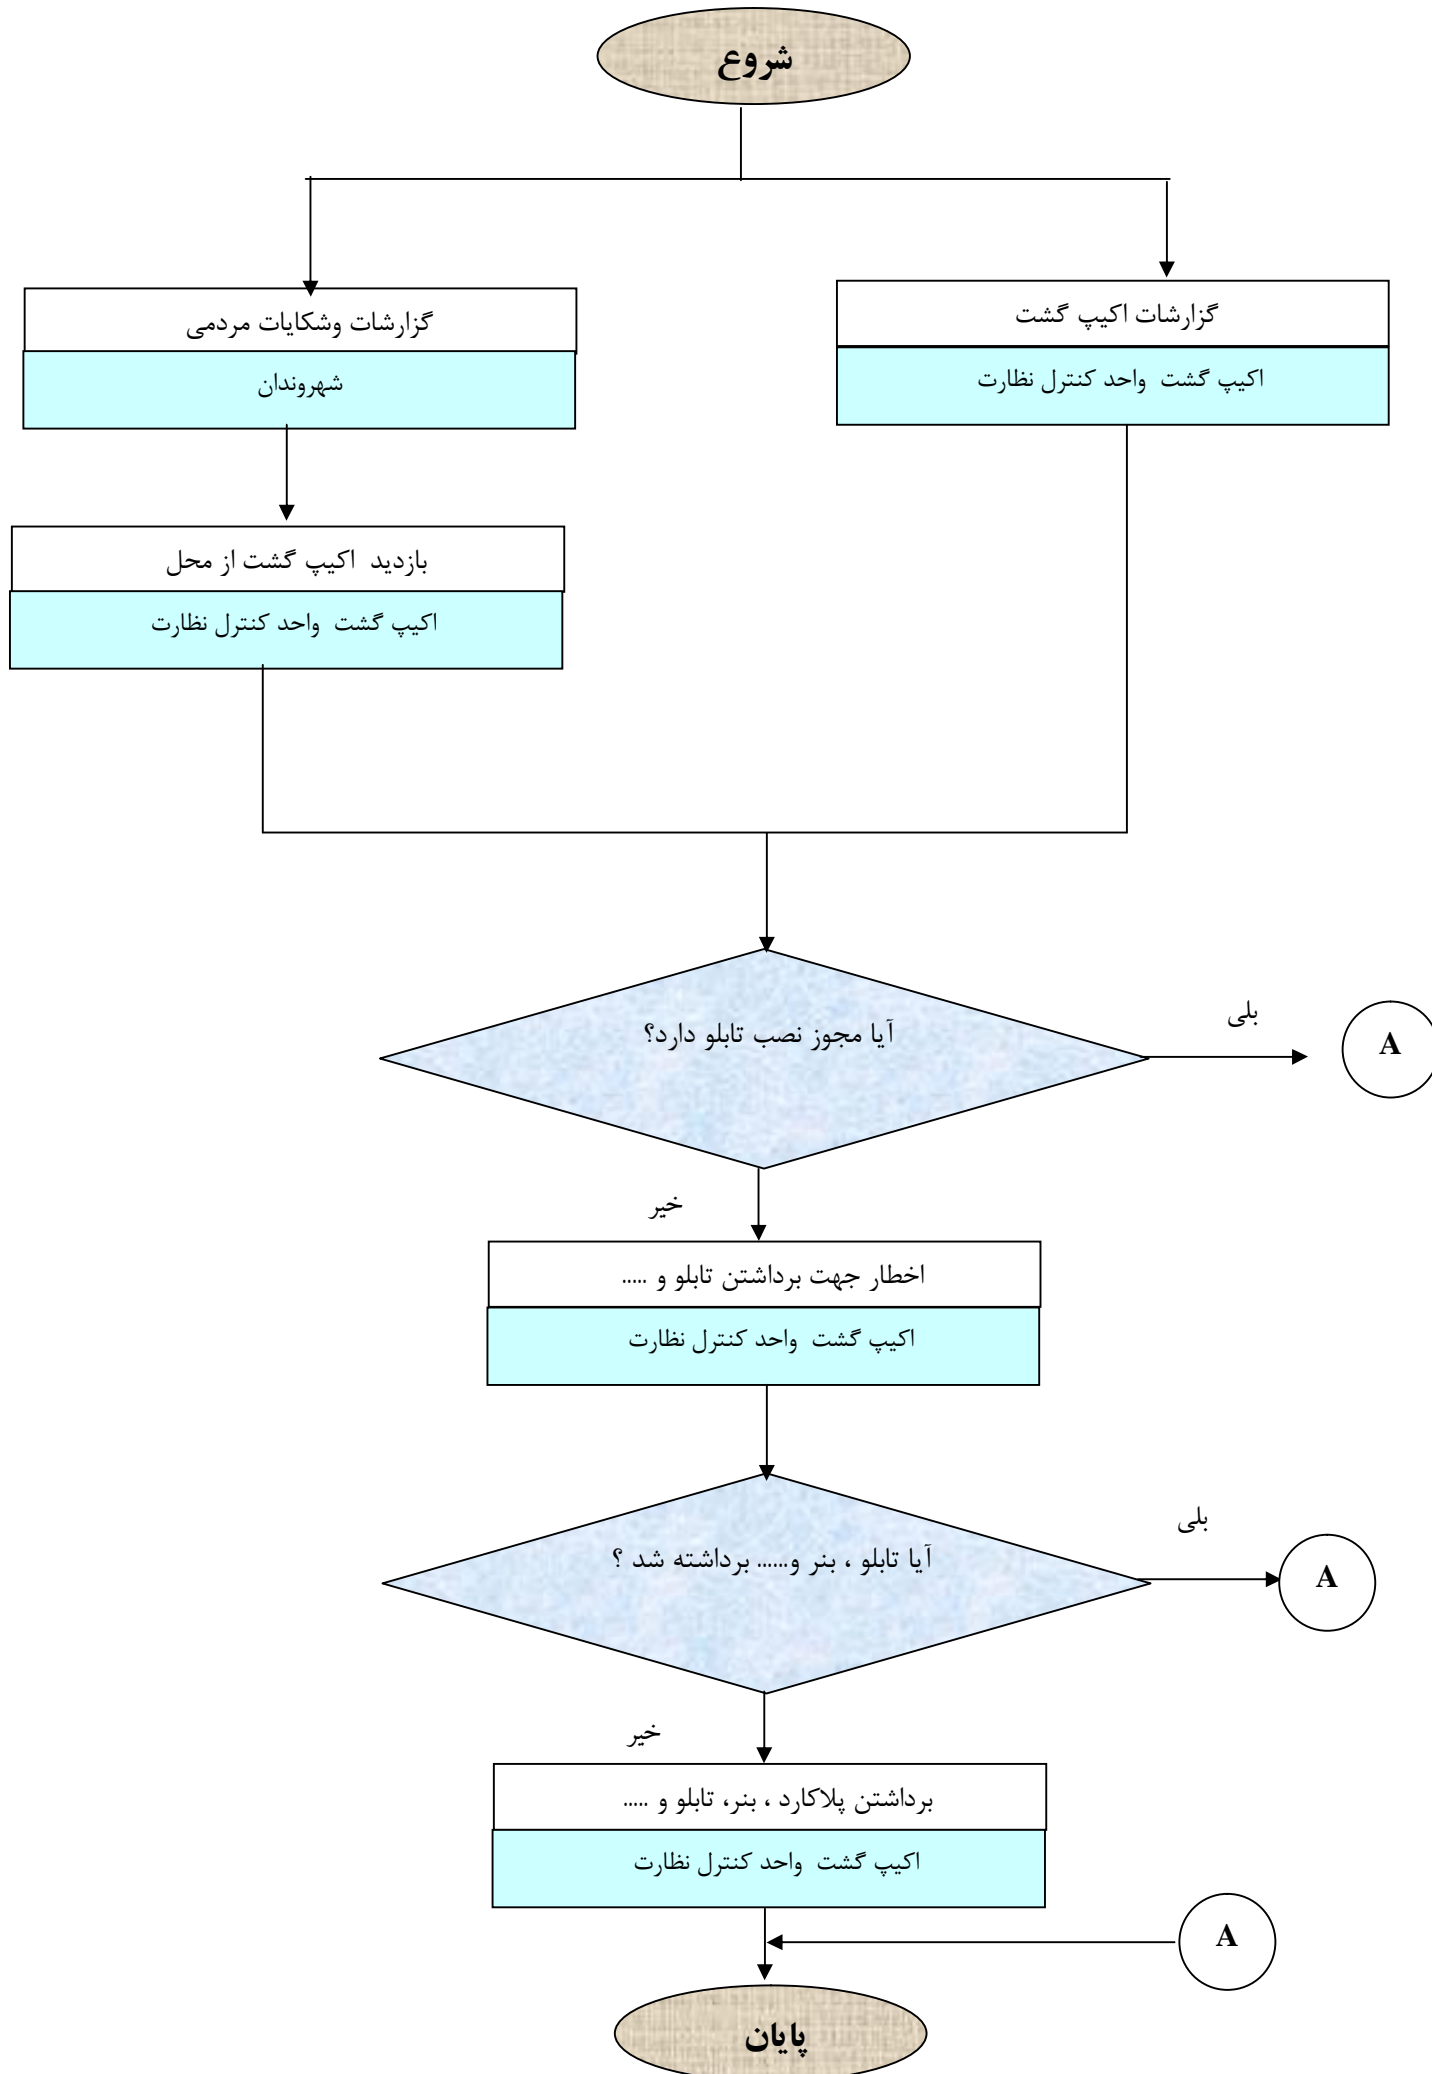 شروع
گزارشات اکیپ گشت
اکیپ گشت واحد کنترل نظارت
گزارشات وشکایات مردمی
شهروندان
بازدید اکیپ گشت از محل
اکیپ گشت واحد کنترل نظارت
آیا مجوز نصب تابلو دارد؟
بلی
A
خیر
اخطار جهت برداشتن تابلو و .....
اکیپ گشت واحد کنترل نظارت
آیا تابلو ، بنر و...... برداشته شد ؟
بلی
A
خیر
برداشتن پلاکارد ، بنر، تابلو و .....
اکیپ گشت واحد کنترل نظارت
A
پایان